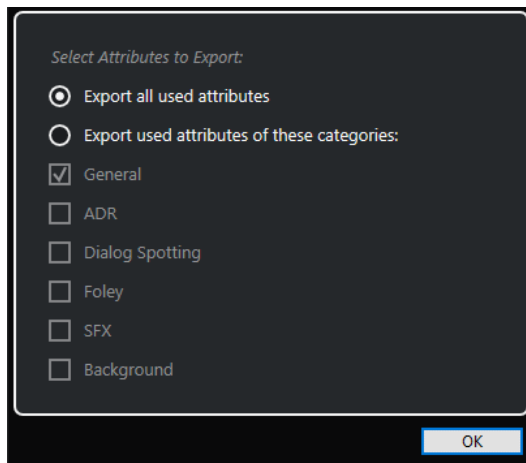 Select Attributes to Export:
Export all used attributes
Export used attributes of these categories:
General
ADR
Dialog Spotting
Foley
SFX
Background
OK